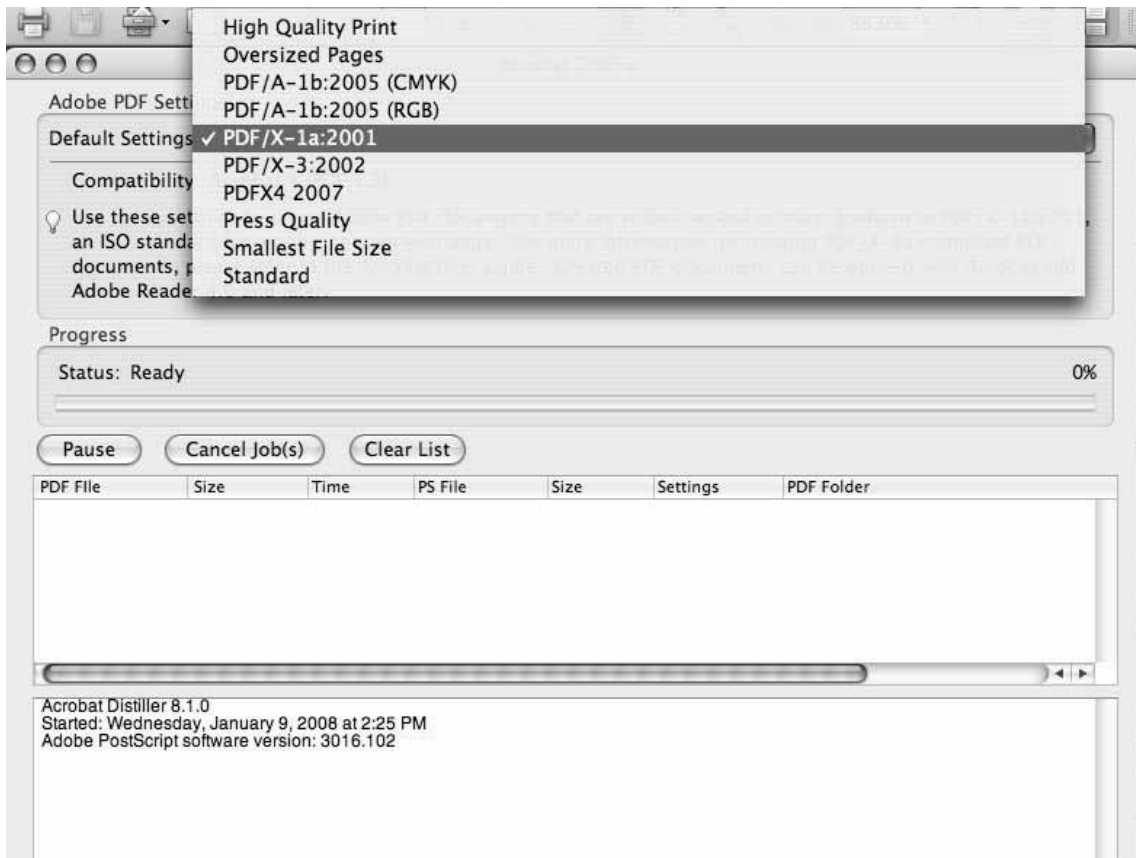 High Quality Print
Oversized Pages
PDF/A-1b:2005 (CMYK)
Adobe PDF Setti
PDF/A-1b:2005 (RGB)
Default Settings ✓ PDF/X-1a:2001
PDF/X-3:2002
Compatibility
PDFX4 2007
Use these set
Press Quality
an ISO standa
Smallest File Size
documents, p
Standard
Adobe Reade
Progress
Status: Ready 0%
Pause Cancel Job(s) Clear List
PDF FIle Size Time PS File Size Settings PDF Folder
Acrobat Distiller 8.1.0
Started: Wednesday, January 9, 2008 at 2:25 PM
Adobe PostScript software version: 3016.102